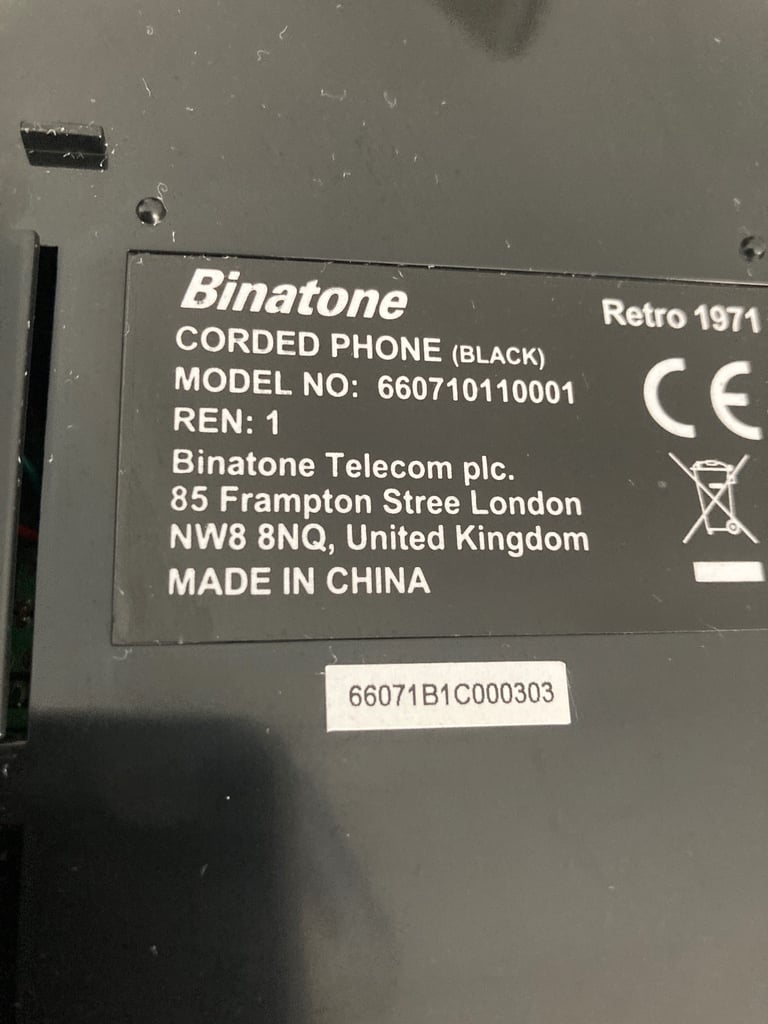 Binatone
Retro 1971
CORDED PHONE (BLACK)
MODEL NO: 660710110001
REN: 1
CE
Binatone Telecom plc.
85 Frampton Stree London
NW8 8NQ, United Kingdom
MADE IN CHINA
66071B1C000303